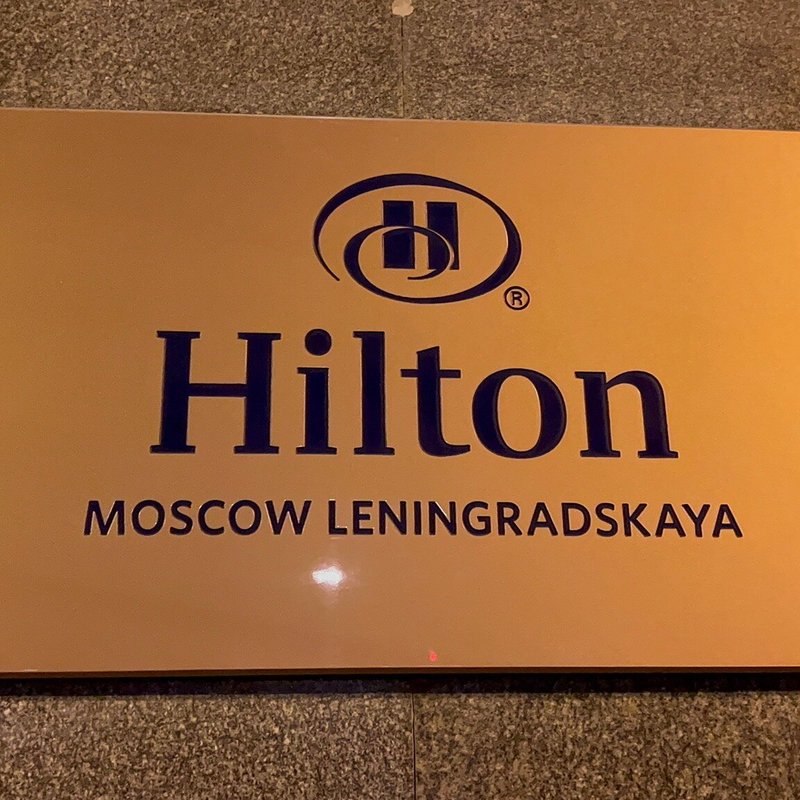 H
®
Hilton
MOSCOW LENINGRADSKAYA